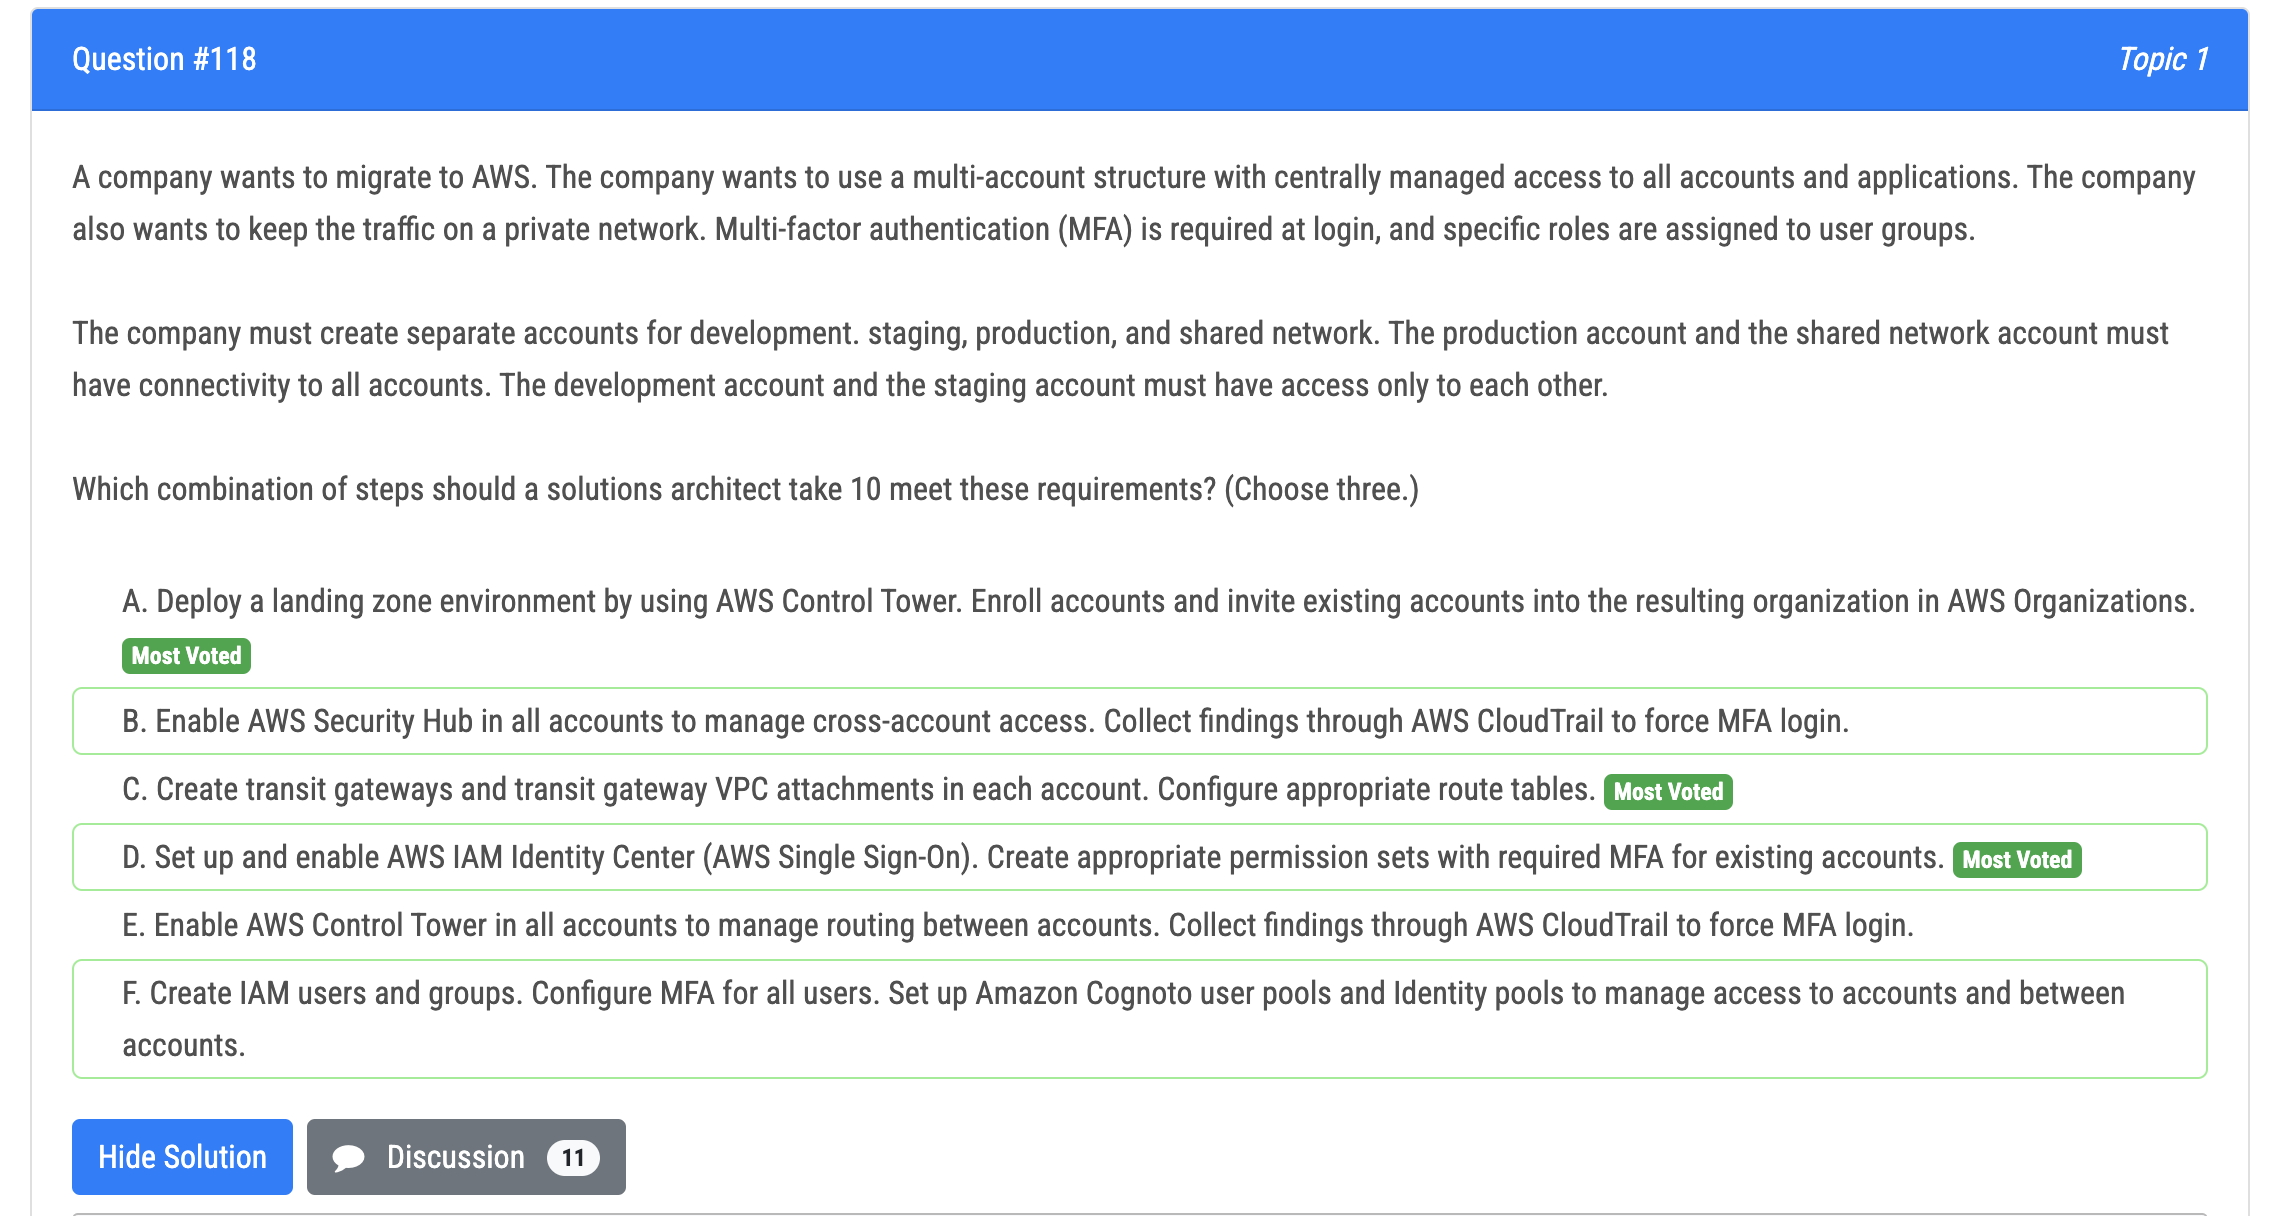 Question #118
Topic 1
A company wants to migrate to AWS. The company wants to use a multi-account structure with centrally managed access to all accounts and applications. The company
also wants to keep the traffic on a private network. Multi-factor authentication (MFA) is required at login, and specific roles are assigned to user groups.
The company must create separate accounts for development. staging, production, and shared network. The production account and the shared network account must
have connectivity to all accounts. The development account and the staging account must have access only to each other.
Which combination of steps should a solutions architect take 10 meet these requirements? (Choose three.)
A. Deploy a landing zone environment by using AWS Control Tower. Enroll accounts and invite existing accounts into the resulting organization in AWS Organizations.
Most Voted
B. Enable AWS Security Hub in all accounts to manage cross-account access. Collect findings through AWS CloudTrail to force MFA login.
C. Create transit gateways and transit gateway VPC attachments in each account. Configure appropriate route tables. Most Voted
D. Set up and enable AWS IAM Identity Center (AWS Single Sign-On). Create appropriate permission sets with required MFA for existing accounts. Most Voted
E. Enable AWS Control Tower in all accounts to manage routing between accounts. Collect findings through AWS CloudTrail to force MFA login.
F. Create IAM users and groups. Configure MFA for all users. Set up Amazon Cognoto user pools and Identity pools to manage access to accounts and between
accounts.
Hide Solution
Discussion 11